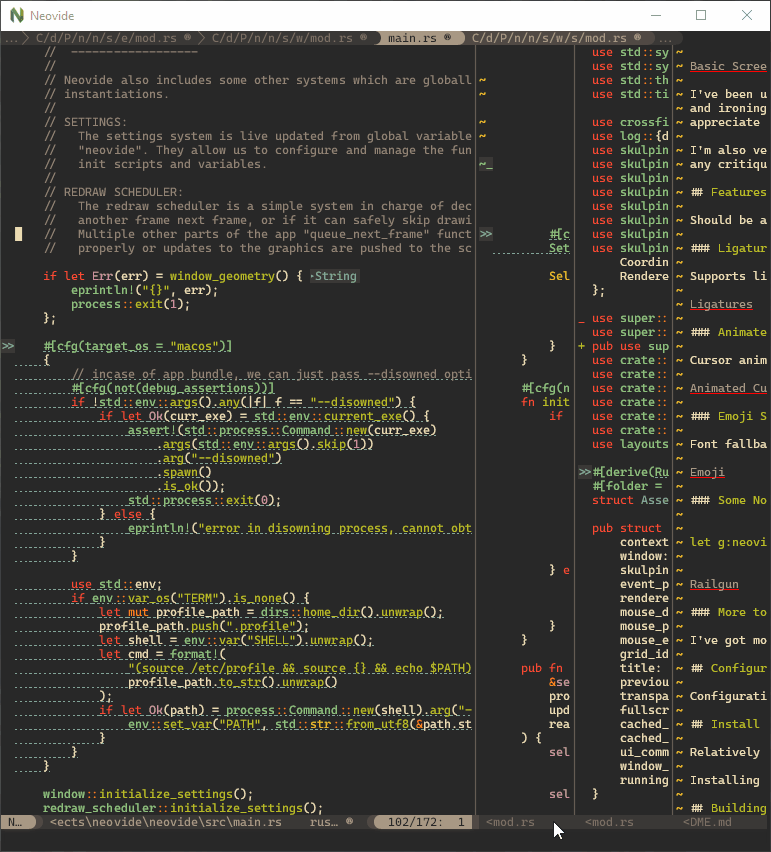 Neovide
... C/d/P/n/n/s/e/mod.rs C/d/P/n/n/s/w/mod.rs main.rs C/d/P/n/n/s/w/s/mod.rs ...
// ------------------
//
// Neovide also includes some other systems which are globall
// instantiations.
//
// SETTINGS:
//   The settings system is live updated from global variable
//   "neovide". They allow us to configure and manage the fun
//   init scripts and variables.
//
// REDRAW SCHEDULER:
//   The redraw scheduler is a simple system in charge of dec
//   another frame next frame, or if it can safely skip drawi
//   Multiple other parts of the app "queue_next_frame" funct
//   properly or updates to the graphics are pushed to the sc
if let Err(err) = window_geometry() { ‣String
eprintln!("{}", err);
process::exit(1);
};
>> #[cfg(target_os = "macos")]
{
// incase of app bundle, we can just pass --disowned opti
#[cfg(not(debug_assertions))]
if !std::env::args().any(|f| f == "--disowned") {
if let Ok(curr_exe) = std::env::current_exe() {
assert!(std::process::Command::new(curr_exe)
.args(std::env::args().skip(1))
.arg("--disowned")
.spawn()
.is_ok());
std::process::exit(0);
} else {
eprintln!("error in disowning process, cannot obt
}
}
use std::env;
if env::var_os("TERM").is_none() {
let mut profile_path = dirs::home_dir().unwrap();
profile_path.push(".profile");
let shell = env::var("SHELL").unwrap();
let cmd = format!(
"(source /etc/profile && source {} && echo $PATH)
profile_path.to_str().unwrap()
);
if let Ok(path) = process::Command::new(shell).arg("-
env::set_var("PATH", std::str::from_utf8(&path.st
}
}
}
window::initialize_settings();
redraw_scheduler::initialize_settings();
~
~
~
~
~
~_
>> #[c
Set
Sel
}
}
#[cfg(n
fn init
if
} e
}
}
pub fn
&se
pro
upd
rea
) {
sel
sel
use std::sy
use std::sy
use std::th
use std::ti
use crossfi
use log::{d
use skulpin
use skulpin
use skulpin
use skulpin
use skulpin
use skulpin
use skulpin
use skulpin
Coordin
Rendere
};
_ use super::
use super::
+ pub use sup
use crate::
use crate::
use crate::
use crate::
use crate::
use crate::
use layouts
>>#[derive(Ru
#[folder =
struct Asse
pub struct
context
window:
skulpin
event_p
rendere
mouse_d
mouse_p
mouse_e
grid_id
title:
previou
transpa
fullscr
cached_
cached_
ui_comm
window_
running
}
~ Basic Scree
~ I've been u
~ and ironing
~ appreciate
~ I'm also ve
~ any critiqu
~ ## Features
~ Should be a
~ ### Ligatur
~ Supports li
~ Ligatures
~ ### Animate
~ Cursor anim
~ Animated Cu
~ ### Emoji S
~ Font fallba
~ Emoji
~ ### Some No
~ let g:neovi
~ Railgun
~ ### More to
~ I've got mo
~ ## Configur
~ Configurati
~ ## Install
~ Relatively
~ Installing
~ ## Building
N… <ects\neovide\neovide\src\main.rs rus… 102/172: 1 <mod.rs <mod.rs <DME.md